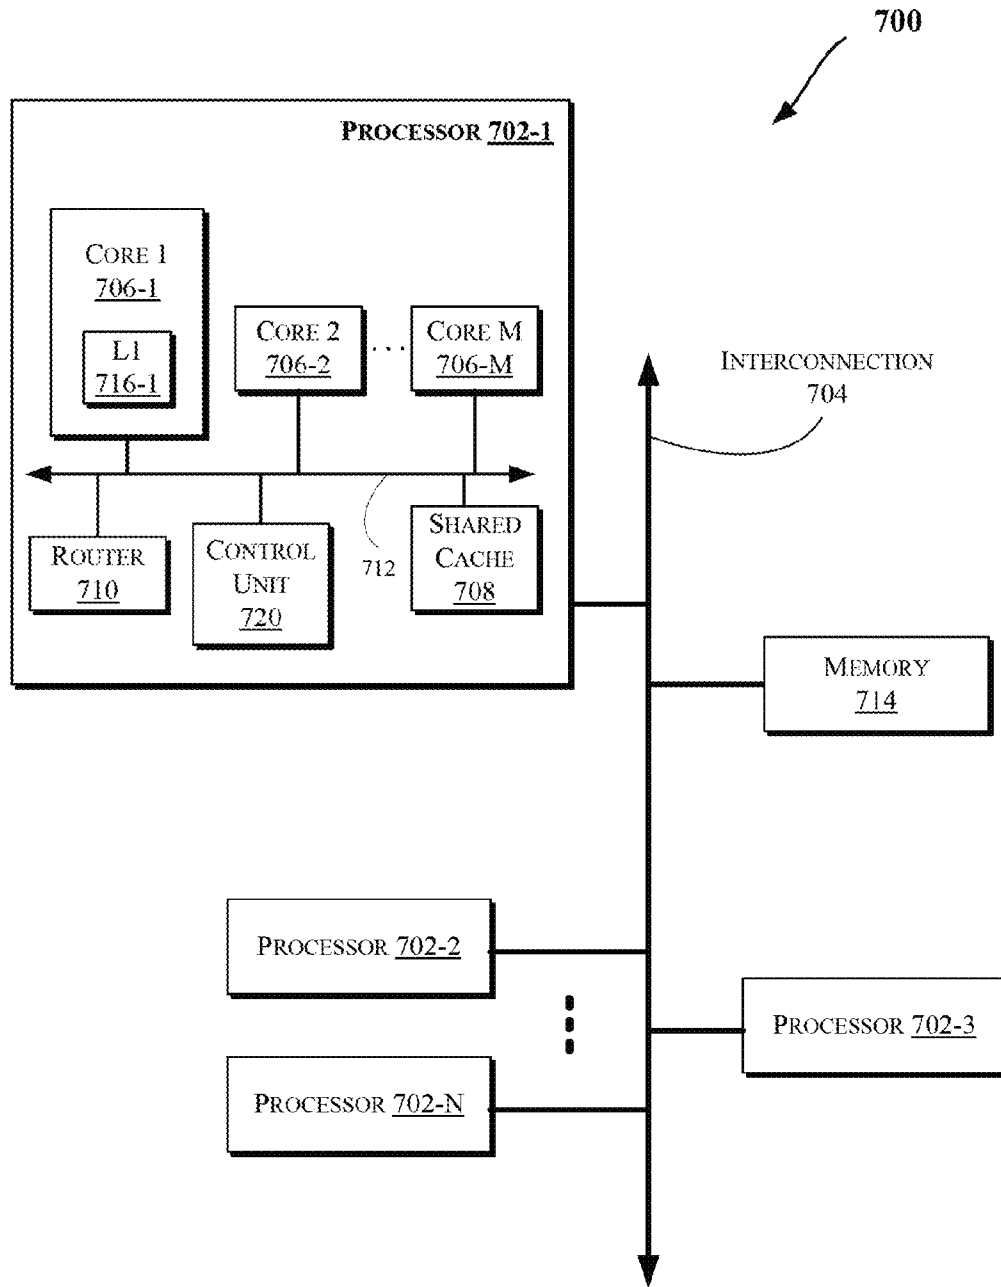 700
PROCESSOR 702-1
CORE 1
706-1
L1
716-1
CORE 2
706-2
. . .
CORE M
706-M
INTERCONNECTION
704
ROUTER
710
CONTROL
UNIT
720
712
SHARED
CACHE
708
MEMORY
714
PROCESSOR 702-2
PROCESSOR 702-3
PROCESSOR 702-N